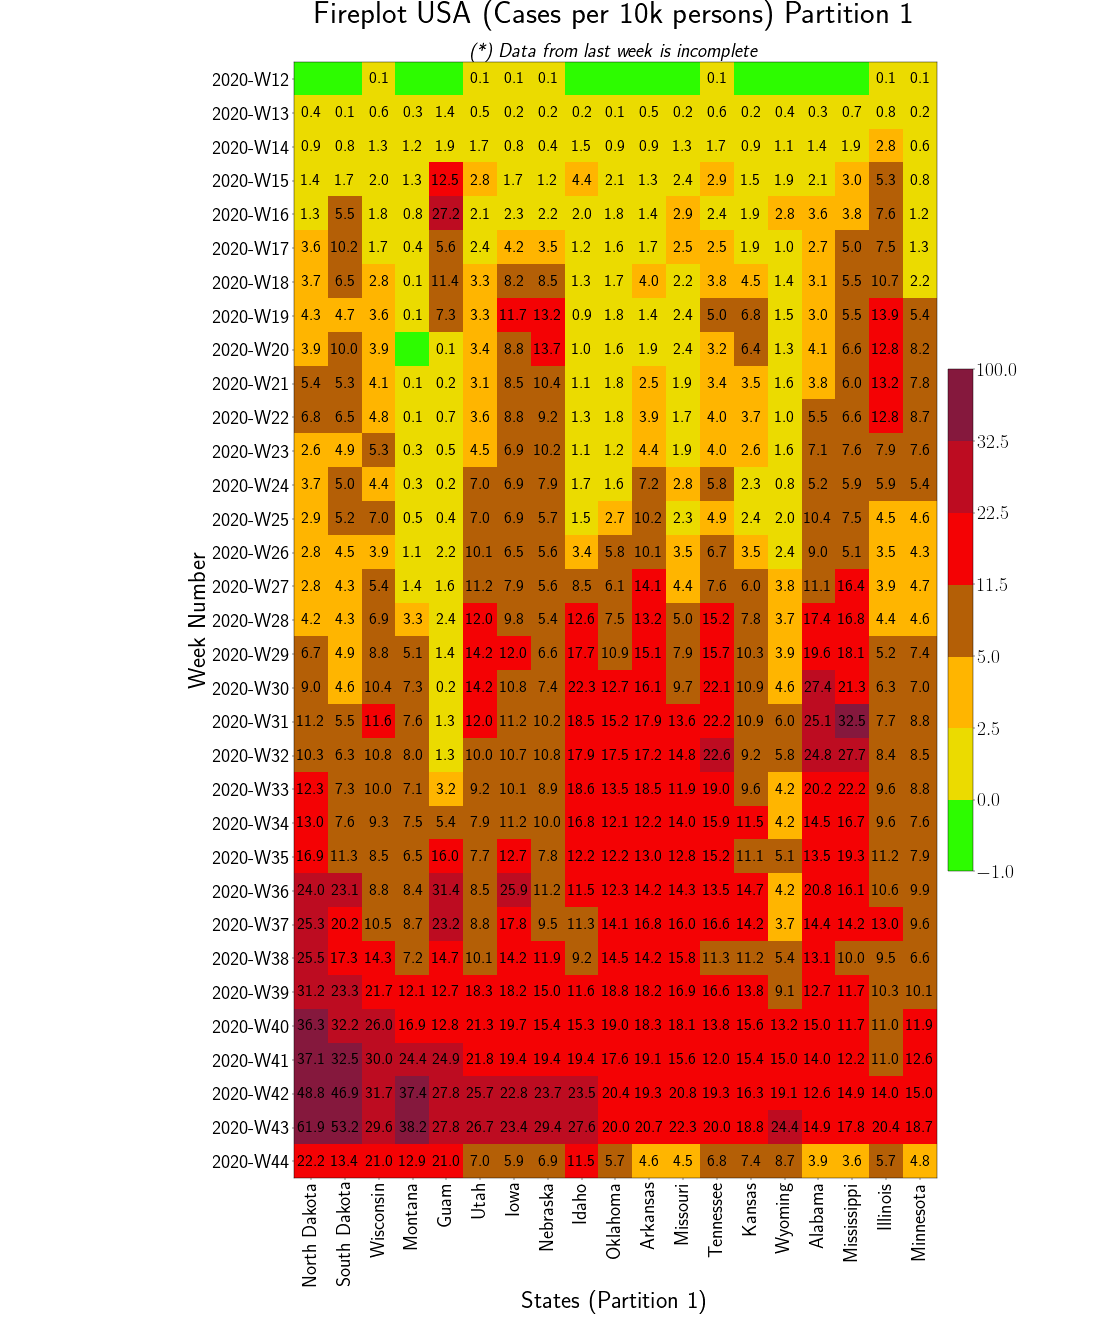 Fireplot USA (Cases per 10k persons) Partition 1
(*) Data from last week is incomplete
2020-W12 0.1 0.1 0.1 0.1 0.1 0.1 0.1
2020-W13 0.4 0.1 0.6 0.3 1.4 0.5 0.2 0.2 0.2 0.1 0.5 0.2 0.6 0.2 0.4 0.3 0.7 0.8 0.2
2020-W14 0.9 0.8 1.3 1.2 1.9 1.7 0.8 0.4 1.5 0.9 0.9 1.3 1.7 0.9 1.1 1.4 1.9 2.8 0.6
2020-W15 1.4 1.7 2.0 1.3 12.5 2.8 1.7 1.2 4.4 2.1 1.3 2.4 2.9 1.5 1.9 2.1 3.0 5.3 0.8
2020-W16 1.3 5.5 1.8 0.8 27.2 2.1 2.3 2.2 2.0 1.8 1.4 2.9 2.4 1.9 2.8 3.6 3.8 7.6 1.2
2020-W17 3.6 10.2 1.7 0.4 5.6 2.4 4.2 3.5 1.2 1.6 1.7 2.5 2.5 1.9 1.0 2.7 5.0 7.5 1.3
2020-W18 3.7 6.5 2.8 0.1 11.4 3.3 8.2 8.5 1.3 1.7 4.0 2.2 3.8 4.5 1.4 3.1 5.5 10.7 2.2
2020-W19 4.3 4.7 3.6 0.1 7.3 3.3 11.7 13.2 0.9 1.8 1.4 2.4 5.0 6.8 1.5 3.0 5.5 13.9 5.4
2020-W20 3.9 10.0 3.9 0.1 3.4 8.8 13.7 1.0 1.6 1.9 2.4 3.2 6.4 1.3 4.1 6.6 12.8 8.2
2020-W21 5.4 5.3 4.1 0.1 0.2 3.1 8.5 10.4 1.1 1.8 2.5 1.9 3.4 3.5 1.6 3.8 6.0 13.2 7.8
2020-W22 6.8 6.5 4.8 0.1 0.7 3.6 8.8 9.2 1.3 1.8 3.9 1.7 4.0 3.7 1.0 5.5 6.6 12.8 8.7
2020-W23 2.6 4.9 5.3 0.3 0.5 4.5 6.9 10.2 1.1 1.2 4.4 1.9 4.0 2.6 1.6 7.1 7.6 7.9 7.6
2020-W24 3.7 5.0 4.4 0.3 0.2 7.0 6.9 7.9 1.7 1.6 7.2 2.8 5.8 2.3 0.8 5.2 5.9 5.9 5.4
2020-W25 2.9 5.2 7.0 0.5 0.4 7.0 6.9 5.7 1.5 2.7 10.2 2.3 4.9 2.4 2.0 10.4 7.5 4.5 4.6
2020-W26 2.8 4.5 3.9 1.1 2.2 10.1 6.5 5.6 3.4 5.8 10.1 3.5 6.7 3.5 2.4 9.0 5.1 3.5 4.3
2020-W27 2.8 4.3 5.4 1.4 1.6 11.2 7.9 5.6 8.5 6.1 14.1 4.4 7.6 6.0 3.8 11.1 16.4 3.9 4.7
2020-W28 4.2 4.3 6.9 3.3 2.4 12.0 9.8 5.4 12.6 7.5 13.2 5.0 15.2 7.8 3.7 17.4 16.8 4.4 4.6
2020-W29 6.7 4.9 8.8 5.1 1.4 14.2 12.0 6.6 17.7 10.9 15.1 7.9 15.7 10.3 3.9 19.6 18.1 5.2 7.4
2020-W30 9.0 4.6 10.4 7.3 0.2 14.2 10.8 7.4 22.3 12.7 16.1 9.7 22.1 10.9 4.6 27.4 21.3 6.3 7.0
2020-W31 11.2 5.5 11.6 7.6 1.3 12.0 11.2 10.2 18.5 15.2 17.9 13.6 22.2 10.9 6.0 25.1 32.5 7.7 8.8
2020-W32 10.3 6.3 10.8 8.0 1.3 10.0 10.7 10.8 17.9 17.5 17.2 14.8 22.6 9.2 5.8 24.8 27.7 8.4 8.5
2020-W33 12.3 7.3 10.0 7.1 3.2 9.2 10.1 8.9 18.6 13.5 18.5 11.9 19.0 9.6 4.2 20.2 22.2 9.6 8.8
2020-W34 13.0 7.6 9.3 7.5 5.4 7.9 11.2 10.0 16.8 12.1 12.2 14.0 15.9 11.5 4.2 14.5 16.7 9.6 7.6
2020-W35 16.9 11.3 8.5 6.5 16.0 7.7 12.7 7.8 12.2 12.2 13.0 12.8 15.2 11.1 5.1 13.5 19.3 11.2 7.9
2020-W36 24.0 23.1 8.8 8.4 31.4 8.5 25.9 11.2 11.5 12.3 14.2 14.3 13.5 14.7 4.2 20.8 16.1 10.6 9.9
2020-W37 25.3 20.2 10.5 8.7 23.2 8.8 17.8 9.5 11.3 14.1 16.8 16.0 16.6 14.2 3.7 14.4 14.2 13.0 9.6
2020-W38 25.5 17.3 14.3 7.2 14.7 10.1 14.2 11.9 9.2 14.5 14.2 15.8 11.3 11.2 5.4 13.1 10.0 9.5 6.6
2020-W39 31.2 23.3 21.7 12.1 12.7 18.3 18.2 15.0 11.6 18.8 18.2 16.9 16.6 13.8 9.1 12.7 11.7 10.3 10.1
2020-W40 36.3 32.2 26.0 16.9 12.8 21.3 19.7 15.4 15.3 19.0 18.3 18.1 13.8 15.6 13.2 15.0 11.7 11.0 11.9
2020-W41 37.1 32.5 30.0 24.4 24.9 21.8 19.4 19.4 19.4 17.6 19.1 15.6 12.0 15.4 15.0 14.0 12.2 11.0 12.6
2020-W42 48.8 46.9 31.7 37.4 27.8 25.7 22.8 23.7 23.5 20.4 19.3 20.8 19.3 16.3 19.1 12.6 14.9 14.0 15.0
2020-W43 61.9 53.2 29.6 38.2 27.8 26.7 23.4 29.4 27.6 20.0 20.7 22.3 20.0 18.8 24.4 14.9 17.8 20.4 18.7
2020-W44 22.2 13.4 21.0 12.9 21.0 7.0 5.9 6.9 11.5 5.7 4.6 4.5 6.8 7.4 8.7 3.9 3.6 5.7 4.8
Week Number
North Dakota
South Dakota
Wisconsin
Montana
Guam
Utah
Iowa
Nebraska
Idaho
Oklahoma
Arkansas
Missouri
Tennessee
Kansas
Wyoming
Alabama
Mississippi
Illinois
Minnesota
States (Partition 1)
100.0
32.5
22.5
11.5
5.0
2.5
0.0
−1.0